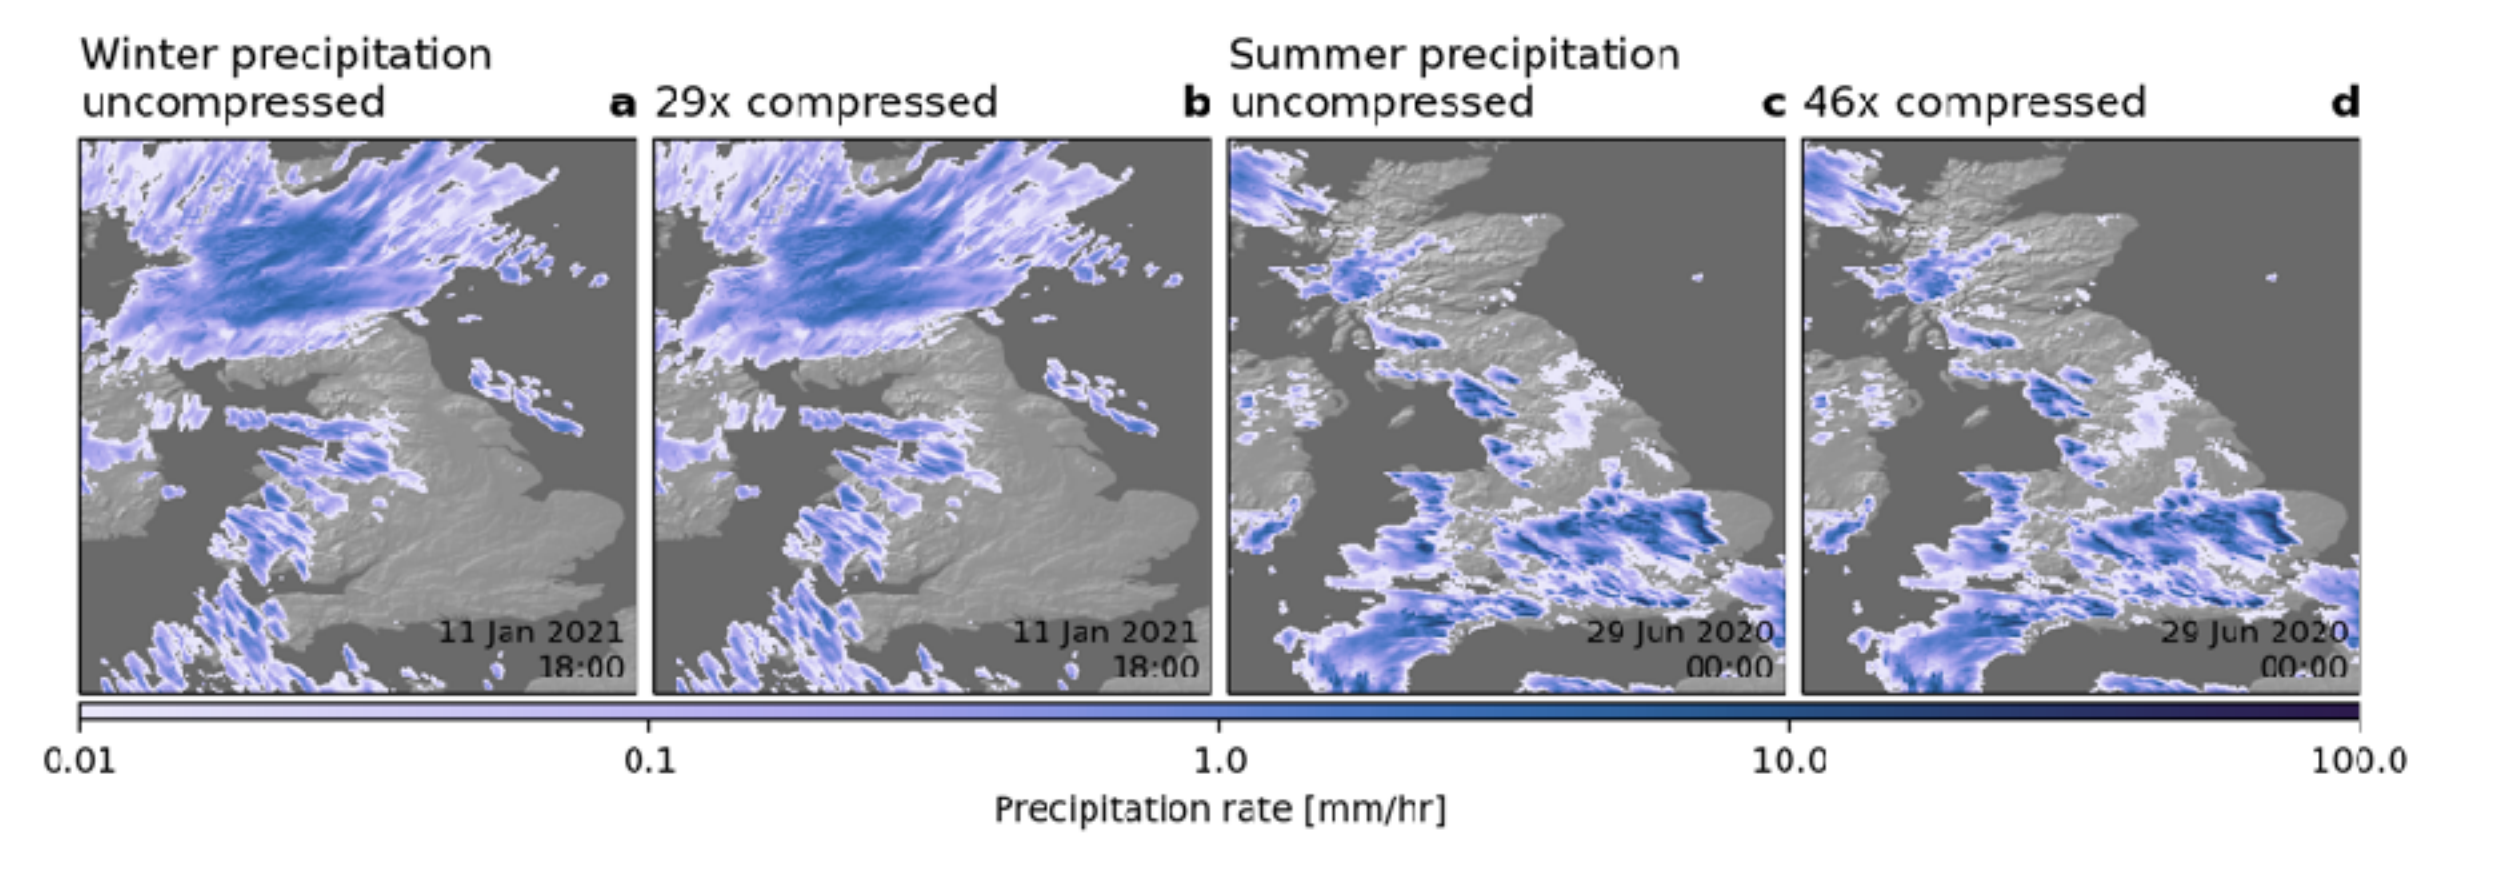 Winter precipitation
uncompressed a
29x compressed b
Summer precipitation
uncompressed c
46x compressed d
11 Jan 2021
18:00
11 Jan 2021
18:00
29 Jun 2020
00:00
29 Jun 2020
00:00
0.01 0.1 1.0 10.0 100.0
Precipitation rate [mm/hr]